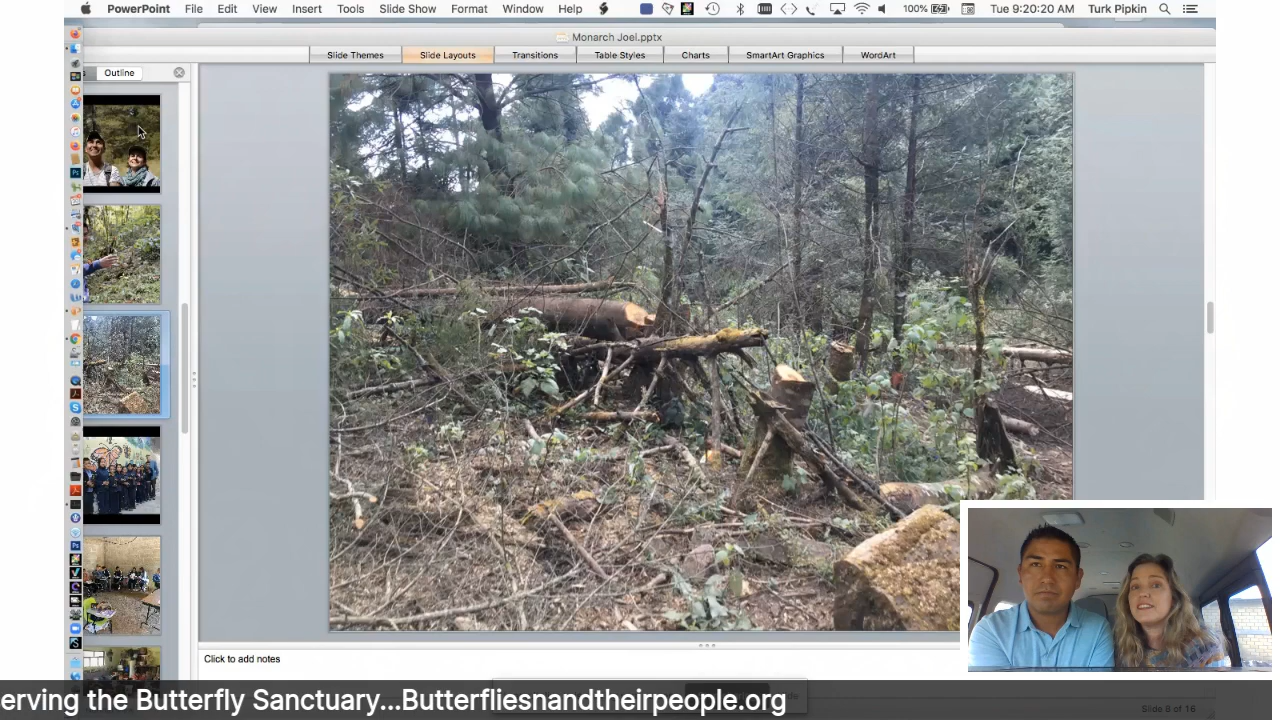 PowerPoint File Edit View Insert Tools Slide Show Format Window Help 100% Tue 9:20:20 AM Turk Pipkin
Monarch Joel.pptx
Slide Themes Slide Layouts Transitions Table Styles Charts SmartArt Graphics WordArt
Outline
Click to add notes
erving the Butterfly Sanctuary...Butterfliesnandtheirpeople.org
Slide 8 of 16